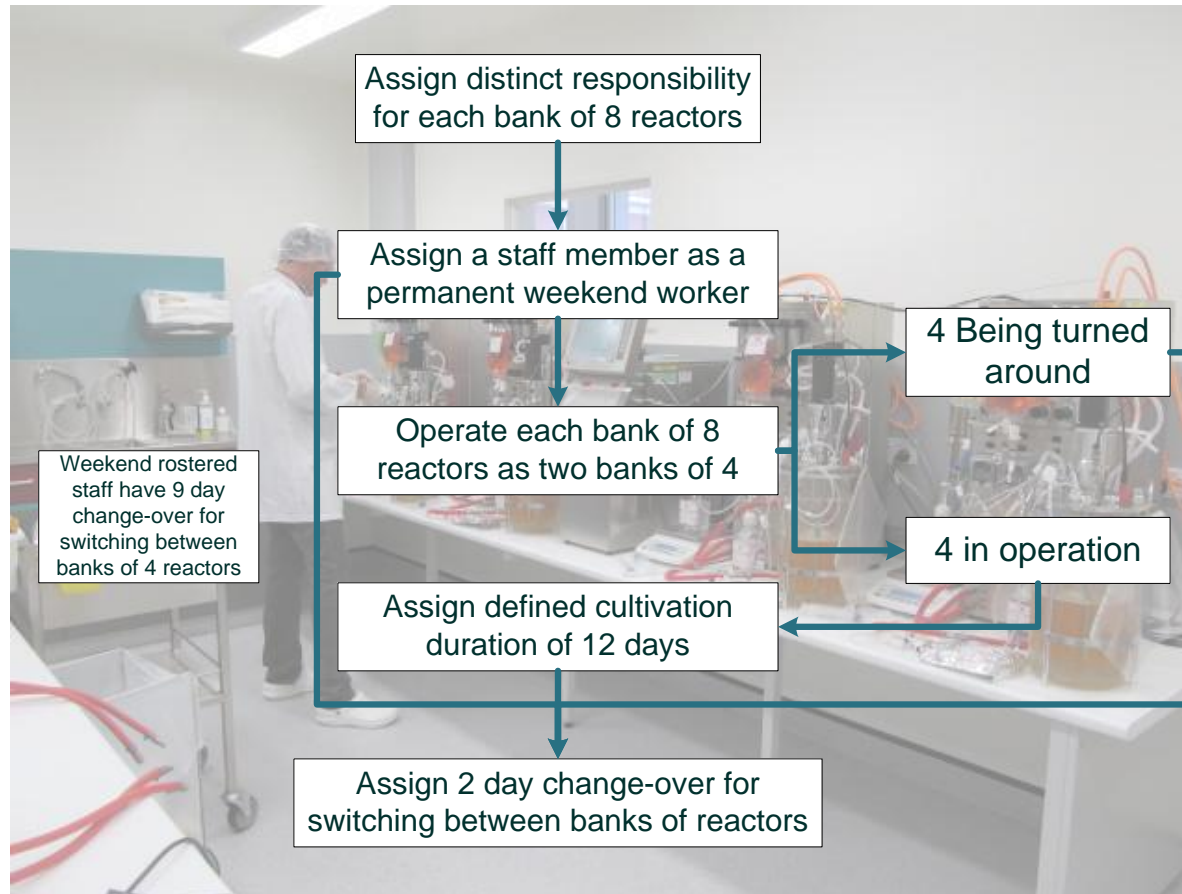 Assign distinct responsibility
for each bank of 8 reactors
Assign a staff member as a
permanent weekend worker
4 Being turned
around
Operate each bank of 8
reactors as two banks of 4
Weekend rostered
staff have 9 day
change-over for
switching between
banks of 4 reactors
4 in operation
Assign defined cultivation
duration of 12 days
Assign 2 day change-over for
switching between banks of reactors